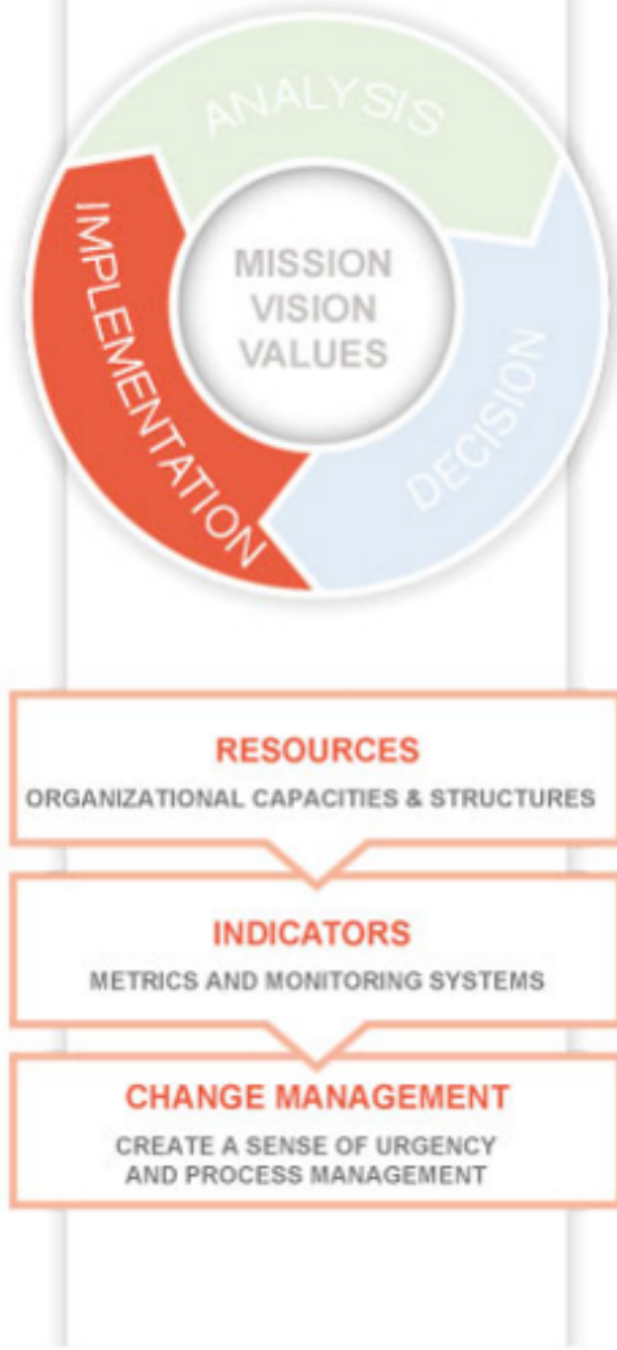 ANALYSIS
IMPLEMENTATION
MISSION
VISION
VALUES
DECISION
RESOURCES
ORGANIZATIONAL CAPACITIES & STRUCTURES
INDICATORS
METRICS AND MONITORING SYSTEMS
CHANGE MANAGEMENT
CREATE A SENSE OF URGENCY
AND PROCESS MANAGEMENT